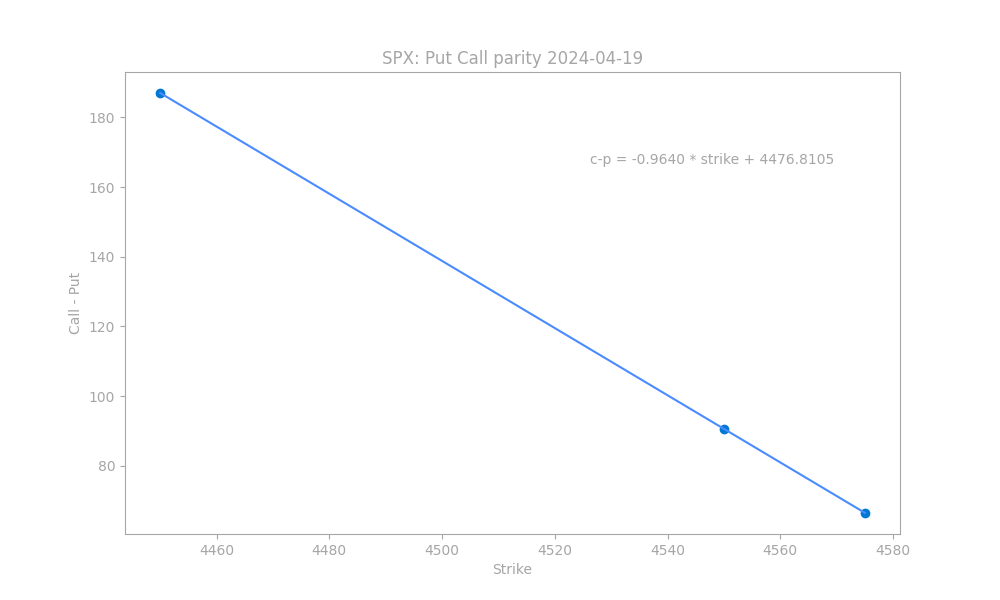 SPX: Put Call parity 2024-04-19
c-p = -0.9640 * strike + 4476.8105
Call - Put
180
160
140
120
100
80
4460 4480 4500 4520 4540 4560 4580
Strike